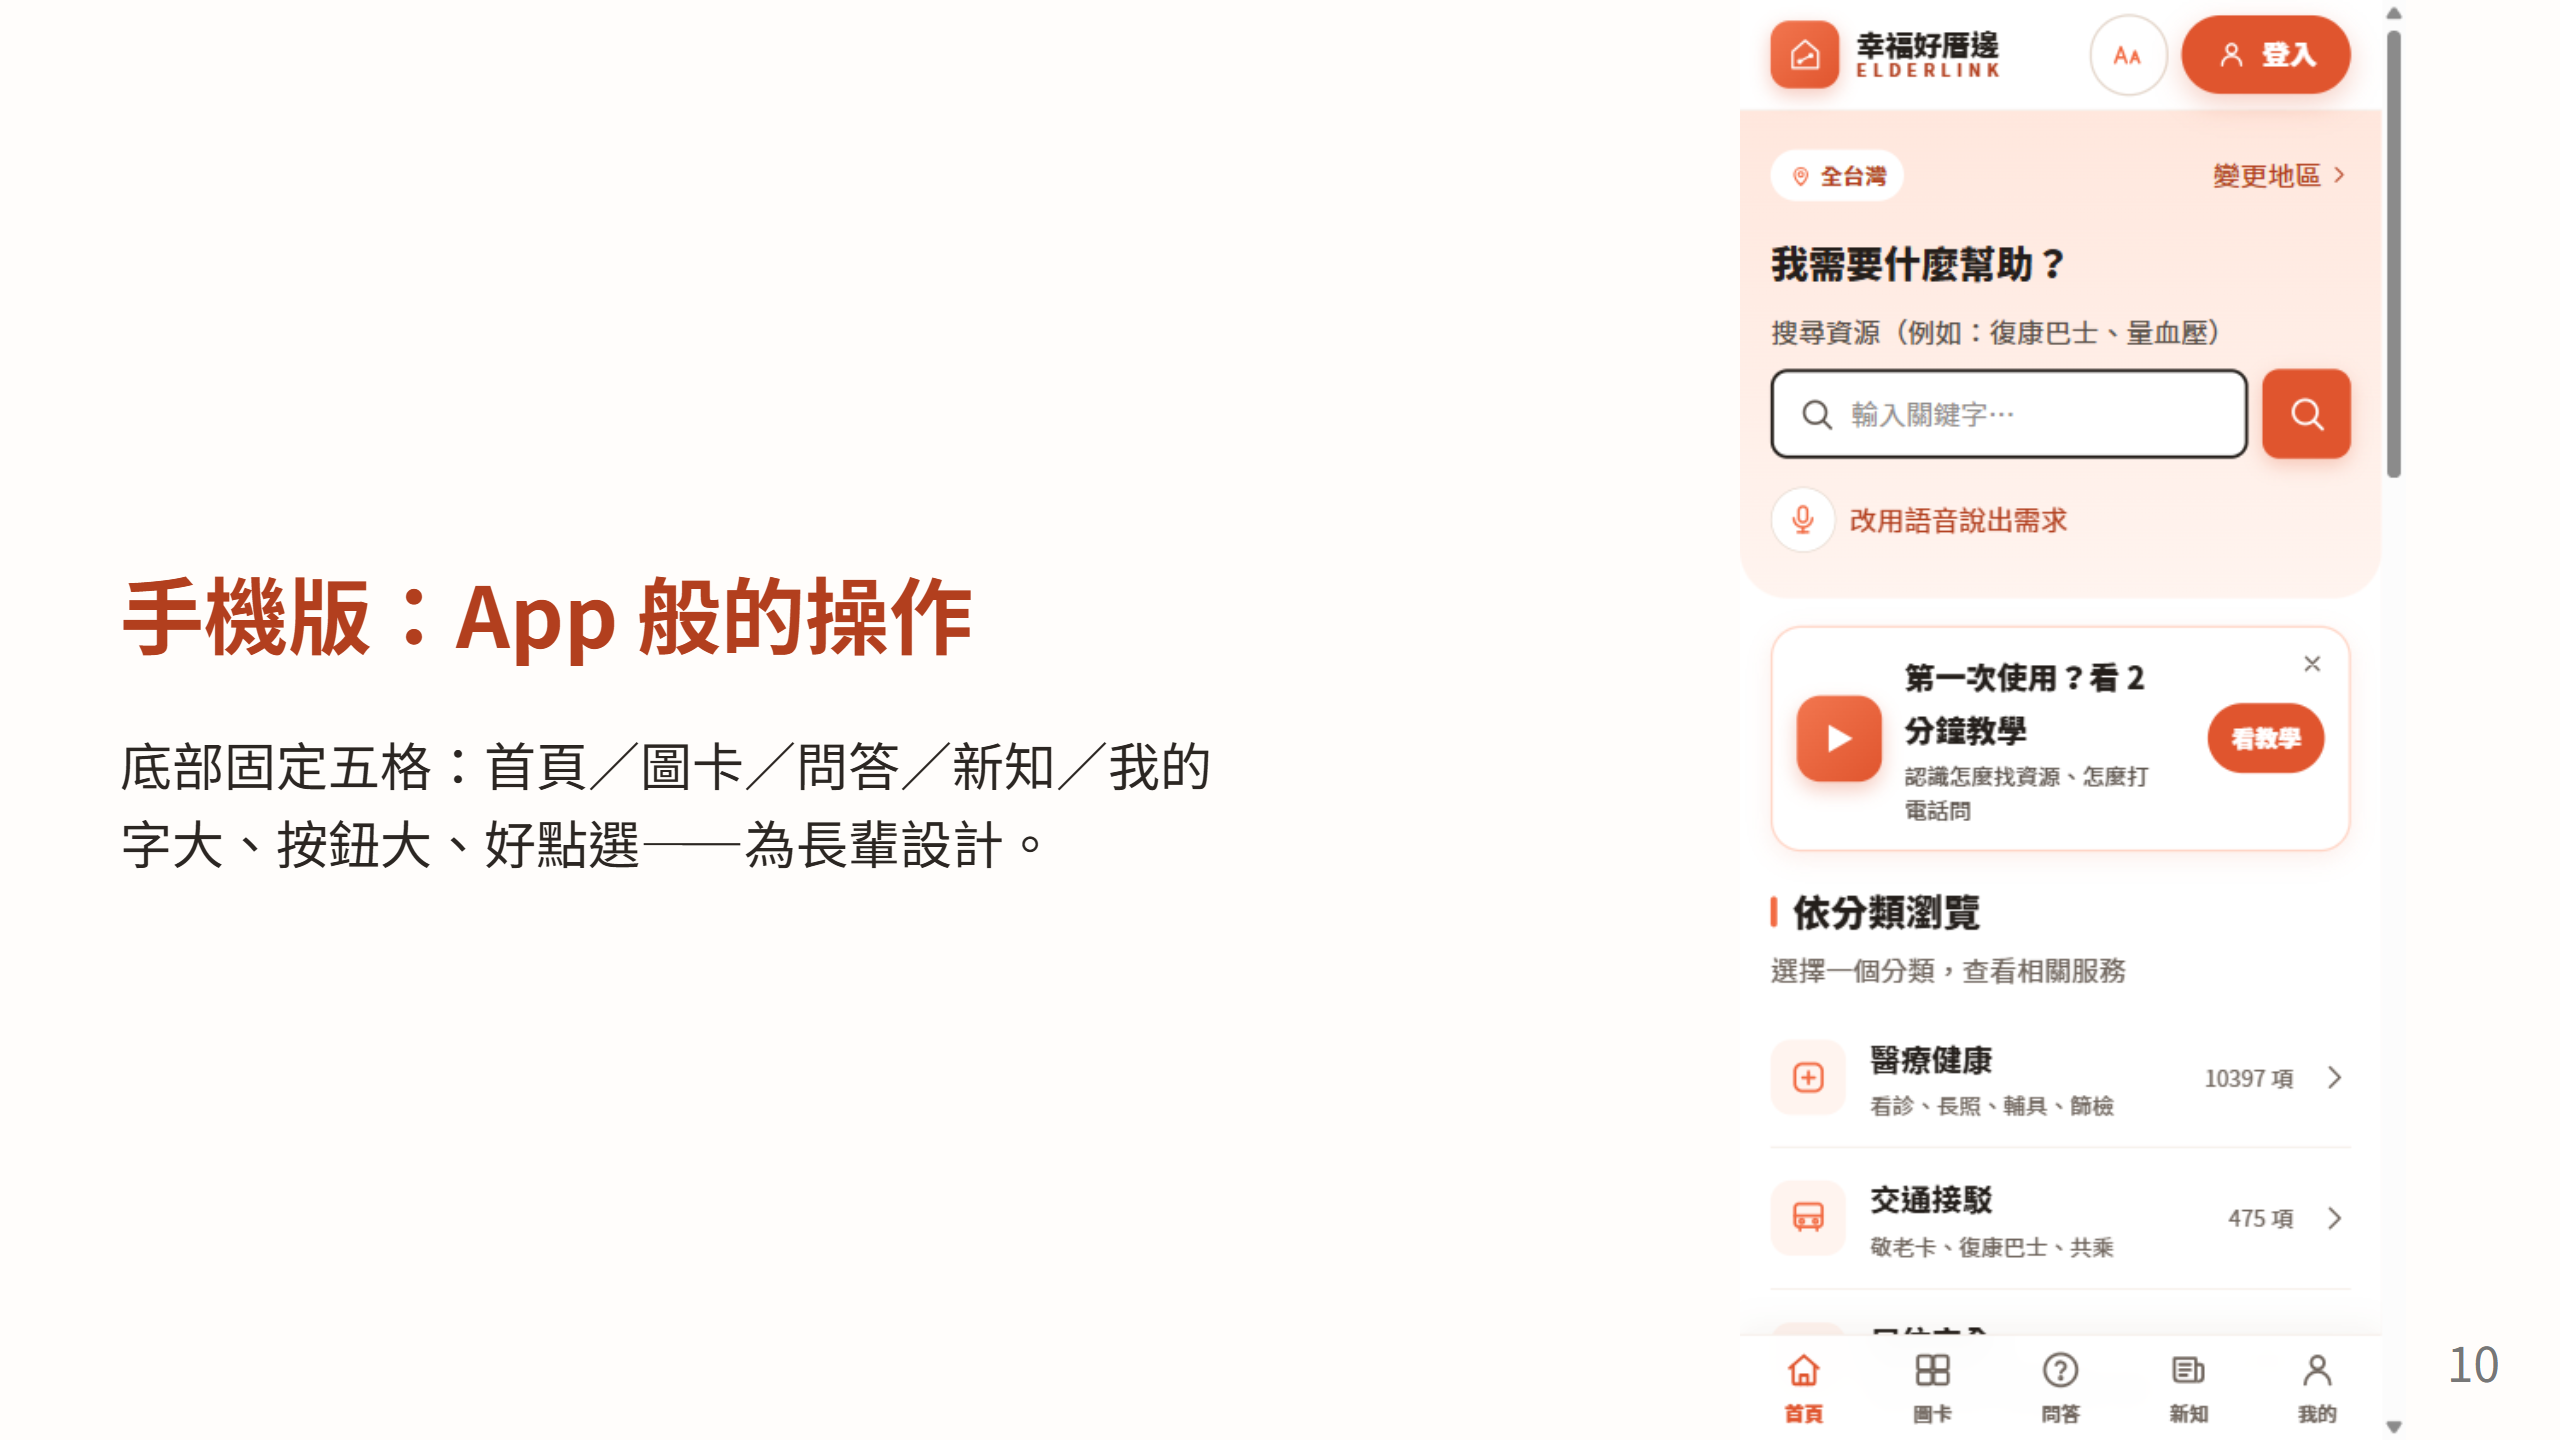 手機版：App 般的操作
底部固定五格：首頁／圖卡／問答／新知／我的
字大、按鈕大、好點選——為長輩設計。
幸福好厝邊
ELDERLINK
AA
登入
全台灣
變更地區
我需要什麼幫助？
搜尋資源（例如：復康巴士、量血壓）
輸入關鍵字…
改用語音說出需求
第一次使用？看 2
分鐘教學
認識怎麼找資源、怎麼打
電話問
看教學
依分類瀏覽
選擇一個分類，查看相關服務
醫療健康
看診、長照、輔具、篩檢
10397 項
交通接駁
敬老卡、復康巴士、共乘
475 項
首頁
圖卡
問答
新知
我的
10